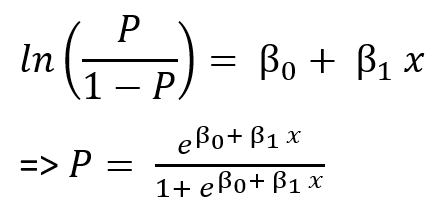 ln(P/(1 − P)) = β₀ + β₁ x
=> P = e^(β₀+ β₁ x)/(1+ e^(β₀+ β₁ x))